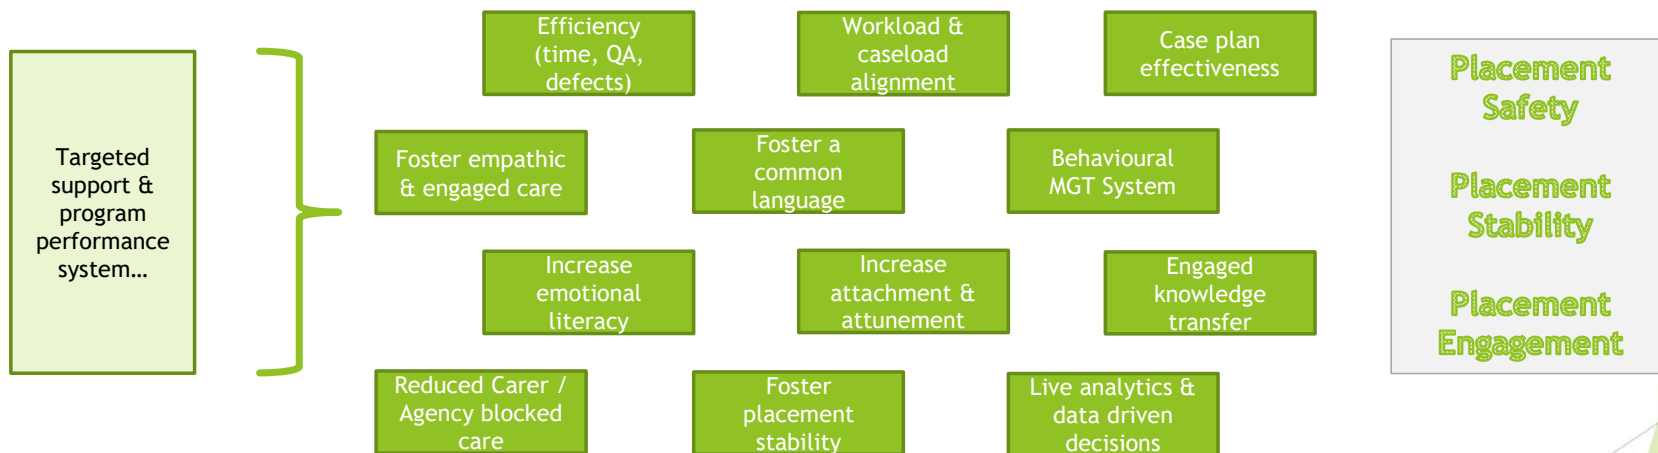 Targeted
support &
program
performance
system…
Efficiency
(time, QA,
defects)
Workload &
caseload
alignment
Case plan
effectiveness
Foster empathic
& engaged care
Foster a
common
language
Behavioural
MGT System
Increase
emotional
literacy
Increase
attachment &
attunement
Engaged
knowledge
transfer
Reduced Carer /
Agency blocked
care
Foster
placement
stability
Live analytics &
data driven
decisions
Placement
Safety
Placement
Stability
Placement
Engagement